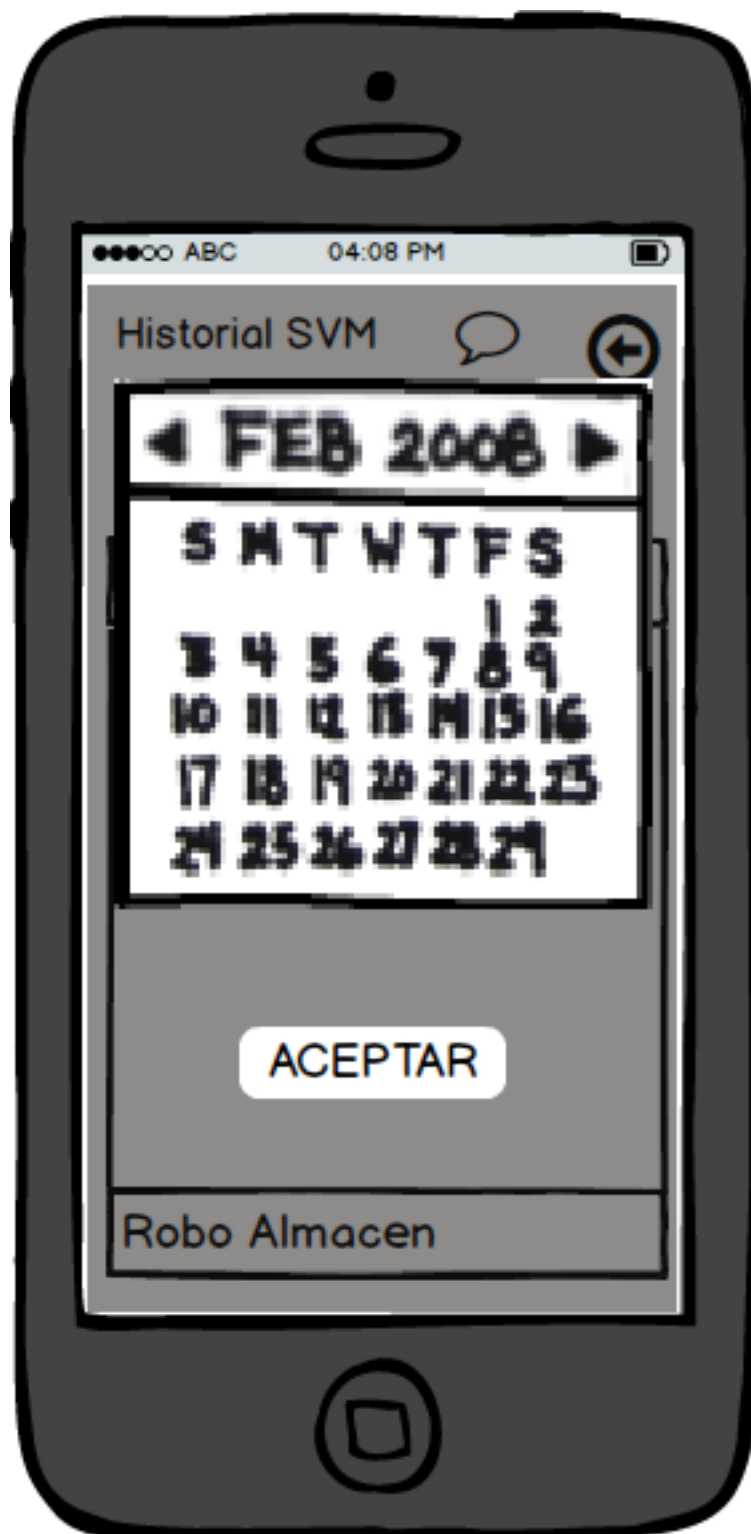 ABC 04:08 PM
Historial SVM
FEB 2008
S M T W T F S
1 2
3 4 5 6 7 8 9
10 11 12 13 14 15 16
17 18 19 20 21 22 23
24 25 26 27 28 29
ACEPTAR
Robo Almacen